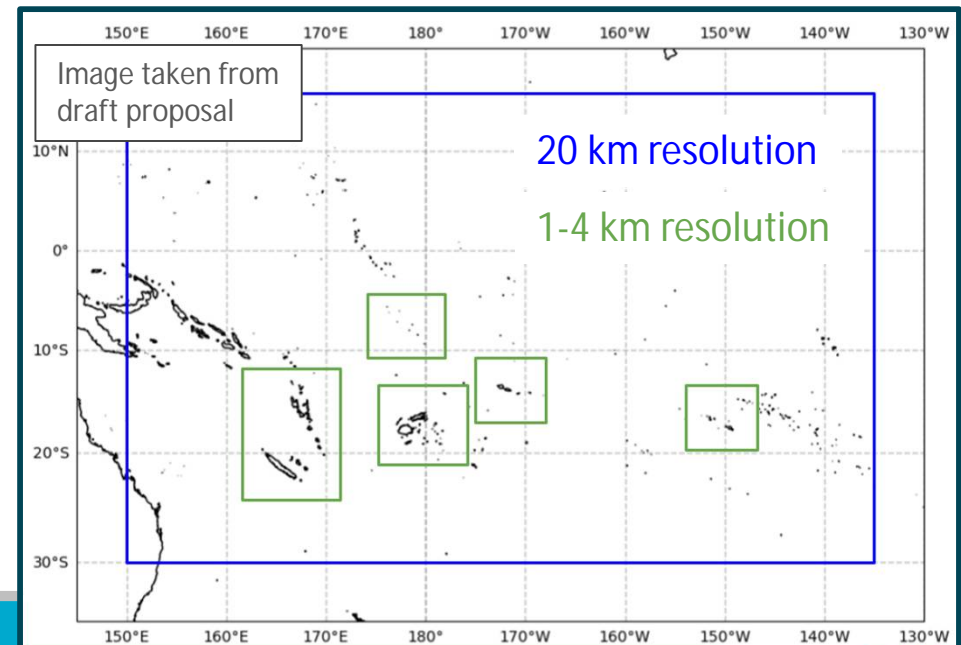 150°E 160°E 170°E 180° 170°W 160°W 150°W 140°W 130°W
Image taken from
draft proposal
20 km resolution
10°N
1-4 km resolution
0°
10°S
20°S
30°S
150°E 160°E 170°E 180° 170°W 160°W 150°W 140°W 130°W